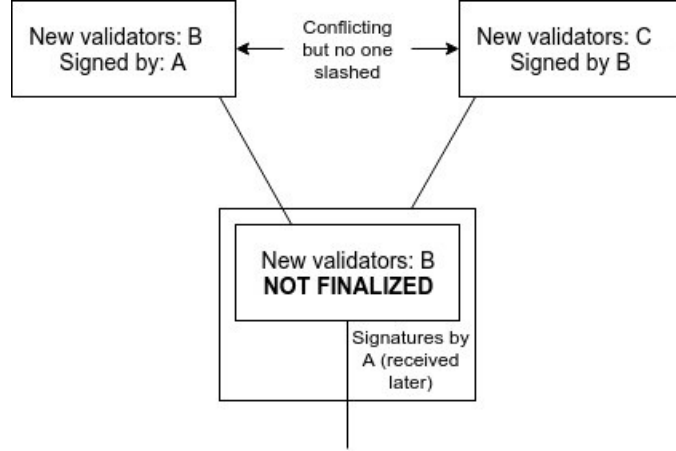 New validators: B
Signed by: A
Conflicting
but no one
slashed
New validators: C
Signed by B
New validators: B
NOT FINALIZED
Signatures by
A (received
later)